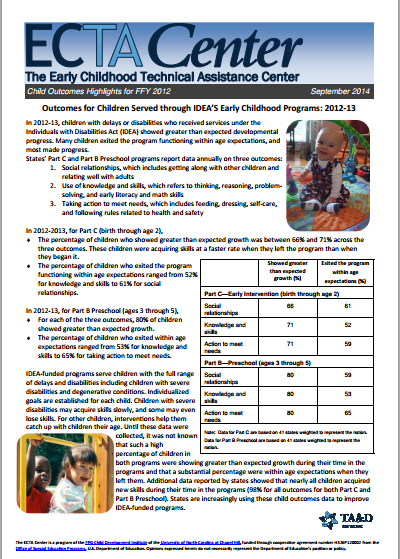 ECTA Center
The Early Childhood Technical Assistance Center
Child Outcomes Highlights for FFY 2012 September 2014
Outcomes for Children Served through IDEA'S Early Childhood Programs: 2012-13
In 2012-13, children with delays or disabilities who received services under the
Individuals with Disabilities Act (IDEA) showed greater than expected developmental
progress. Many children exited the program functioning within age expectations, and
most made progress.
States' Part C and Part B Preschool programs report data annually on three outcomes:
1. Social relationships, which includes getting along with other children and
relating well with adults
2. Use of knowledge and skills, which refers to thinking, reasoning, problem-
solving, and early literacy and math skills
3. Taking action to meet needs, which includes feeding, dressing, self-care,
and following rules related to health and safety
In 2012-2013, for Part C (birth through age 2),
♦ The percentage of children who showed greater than expected growth was between 66% and 71% across the
three outcomes. These children were acquiring skills at a faster rate when they left the program than when
they began it.
♦ The percentage of children who exited the program
functioning within age expectations ranged from 52%
for knowledge and skills to 61% for social
relationships.
In 2012-13, for Part B Preschool (ages 3 through 5),
♦ For each of the three outcomes, 80% of children
showed greater than expected growth.
♦ The percentage of children who exited within age
expectations ranged from 53% for knowledge and skills
to 65% for taking action to meet needs.
IDEA-funded programs serve children with the full range
of delays and disabilities including children with severe
disabilities and degenerative conditions. Individualized
goals are established for each child. Children with severe
disabilities may acquire skills slowly, and some may even
lose skills. For other children, interventions help them
catch up with children their age. Until these data were
collected, it was not known
that such a high
percentage of children in
both programs were showing greater than expected growth during their time in the
programs and that a substantial percentage were within age expectations when they
left them. Additional data reported by states showed that nearly all children acquired
new skills during their time in the programs (98% for all outcomes for both Part C and
Part B Preschool). States are increasingly using these child outcomes data to improve
IDEA-funded programs.
Showed greater than expected growth (%) Exited the program within age expectations (%)
Part C—Early Intervention (birth through age 2)
Social relationships 66 61
Knowledge and skills 71 52
Action to meet needs 71 59
Part B—Preschool (ages 3 through 5)
Social relationships 80 59
Knowledge and skills 80 53
Action to meet needs 80 65
Note: Data for Part C are based on 41 states weighted to represent the nation.
Data for Part B Preschool are based on 41 states weighted to represent the
nation.
TA&D
NETWORK
The ECTA Center is a program of the FPG Child Development Institute of the University of North Carolina at Chapel Hill, funded through cooperative agreement number H326P120002 from the
Office of Special Education Programs, U.S. Department of Education. Opinions expressed herein do not necessarily represent the Department of Education's position or policy.